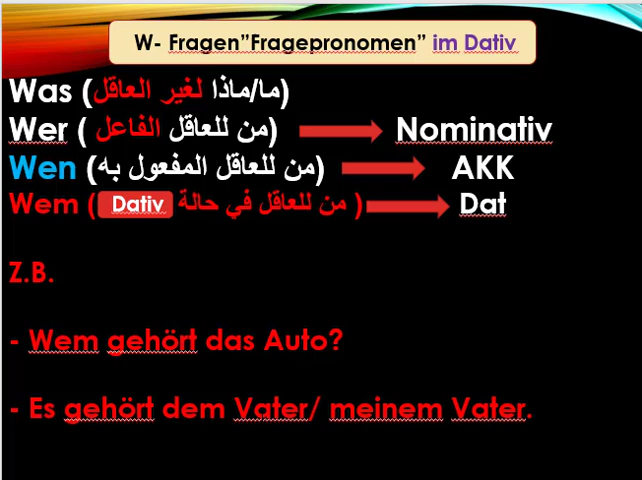 W- Fragen”Fragepronomen” im Dativ
Was (ما/ماذا لغير العاقل)
Wer ( من للعاقل الفاعل) Nominativ
Wen (من للعاقل المفعول به) AKK
Wem ( من للعاقل في حالة Dativ ) Dat
Z.B.
- Wem gehört das Auto?
- Es gehört dem Vater/ meinem Vater.